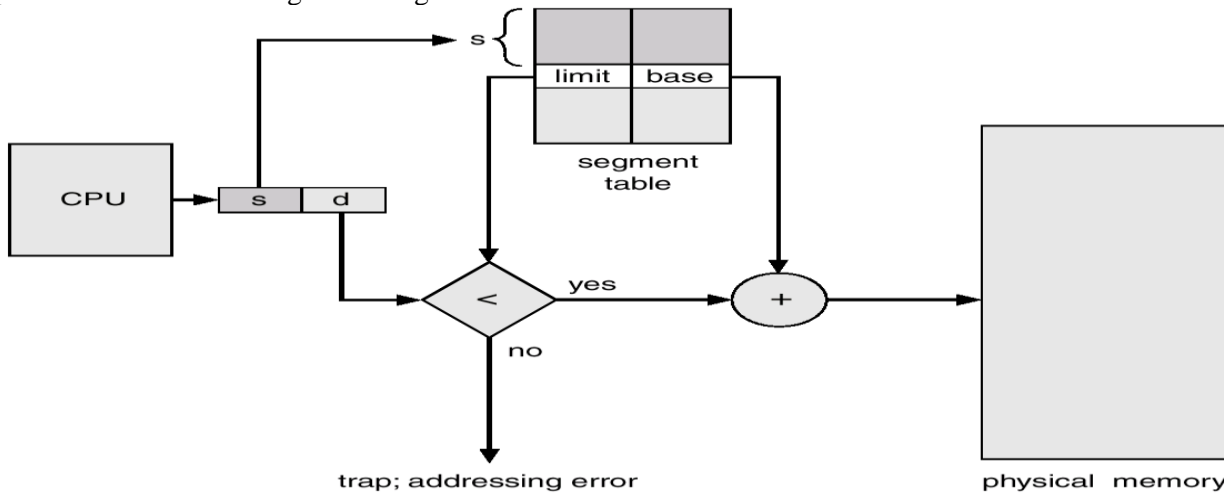 s {
limit base
segment
table
CPU
s d
<
yes
+
no
trap; addressing error
physical memory